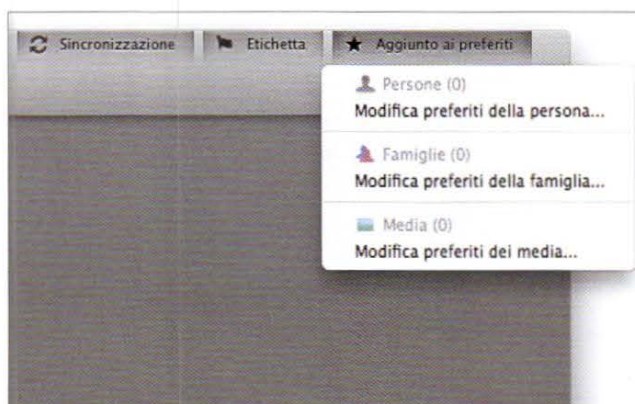 Sincronizzazione Etichetta Aggiunto ai preferiti
Persone (0)
Modifica preferiti della persona...
Famiglie (0)
Modifica preferiti della famiglia...
Media (0)
Modifica preferiti dei media...